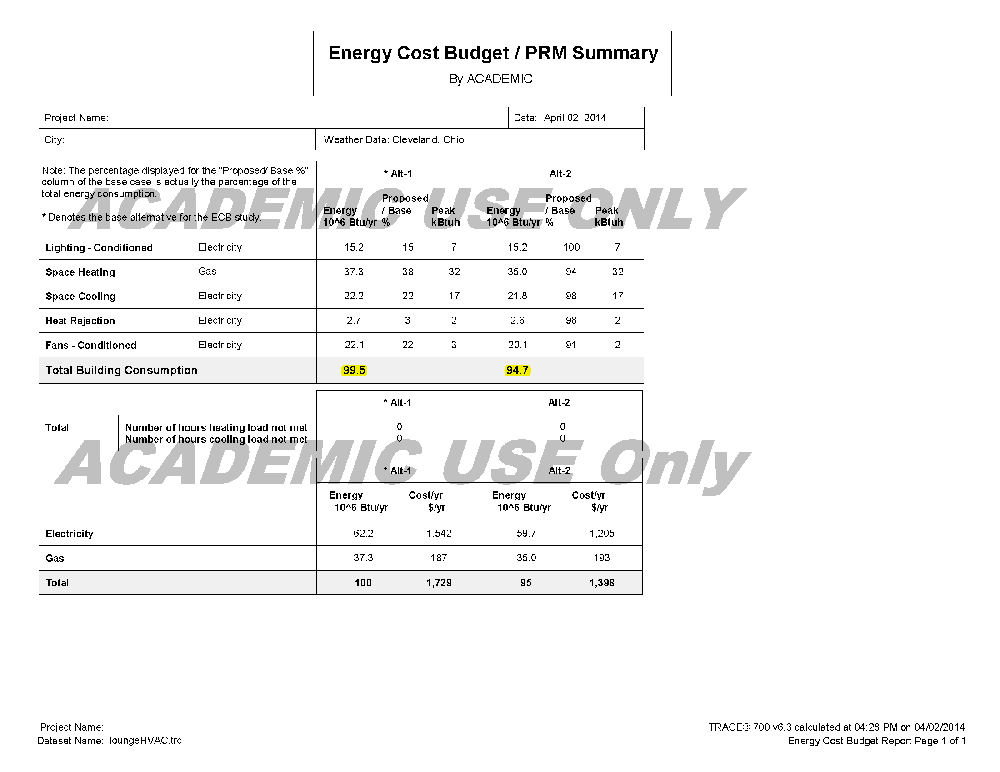 Energy Cost Budget / PRM Summary
By ACADEMIC
Project Name:
Date: April 02, 2014
City:
Weather Data: Cleveland, Ohio
Note: The percentage displayed for the "Proposed/ Base %"
column of the base case is actually the percentage of the
total energy consumption.
* Denotes the base alternative for the ECB study.
ACADEMIC USE ONLY
* Alt-1 Alt-2
Proposed Proposed
Energy / Base Peak Energy / Base Peak
10^6 Btu/yr % kBtuh 10^6 Btu/yr % kBtuh
Lighting - Conditioned Electricity 15.2 15 7 15.2 100 7
Space Heating Gas 37.3 38 32 35.0 94 32
Space Cooling Electricity 22.2 22 17 21.8 98 17
Heat Rejection Electricity 2.7 3 2 2.6 98 2
Fans - Conditioned Electricity 22.1 22 3 20.1 91 2
Total Building Consumption 99.5 94.7
* Alt-1 Alt-2
Total Number of hours heating load not met 0 0
Number of hours cooling load not met 0 0
ACADEMIC USE Only
* Alt-1 Alt-2
Energy Cost/yr Energy Cost/yr
10^6 Btu/yr $/yr 10^6 Btu/yr $/yr
Electricity 62.2 1,542 59.7 1,205
Gas 37.3 187 35.0 193
Total 100 1,729 95 1,398
Project Name:
Dataset Name: loungeHVAC.trc
TRACE® 700 v6.3 calculated at 04:28 PM on 04/02/2014
Energy Cost Budget Report Page 1 of 1